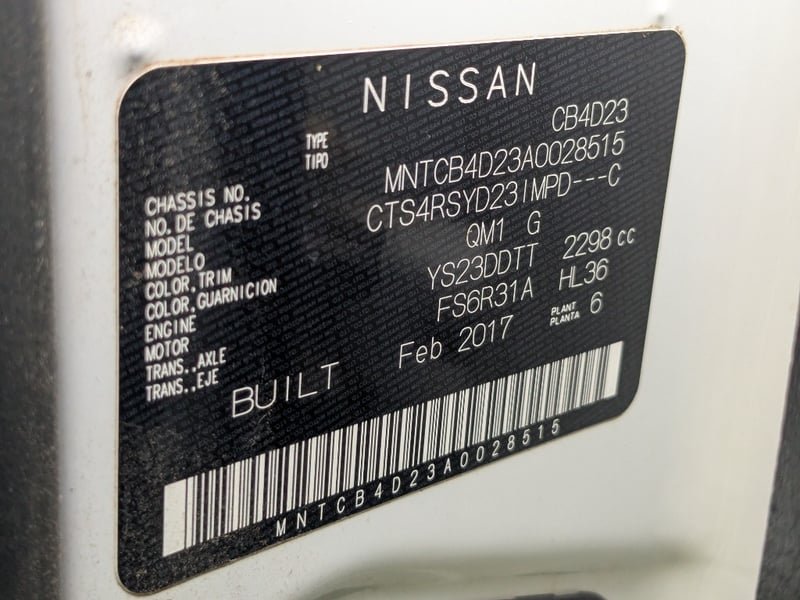 NISSAN
TYPE CB4D23
TIPO
CHASSIS NO. MNTCB4D23A0028515
NO. DE CHASIS
MODEL CTS4RSYD23IMPD---C
MODELO
COLOR,TRIM QM1 G
COLOR,GUARNICION
ENGINE YS23DDTT 2298 cc
MOTOR
TRANS.,AXLE FS6R31A HL36
TRANS.,EJE
PLANT 6
PLANTA
BUILT Feb 2017
MNTCB4D23A0028515